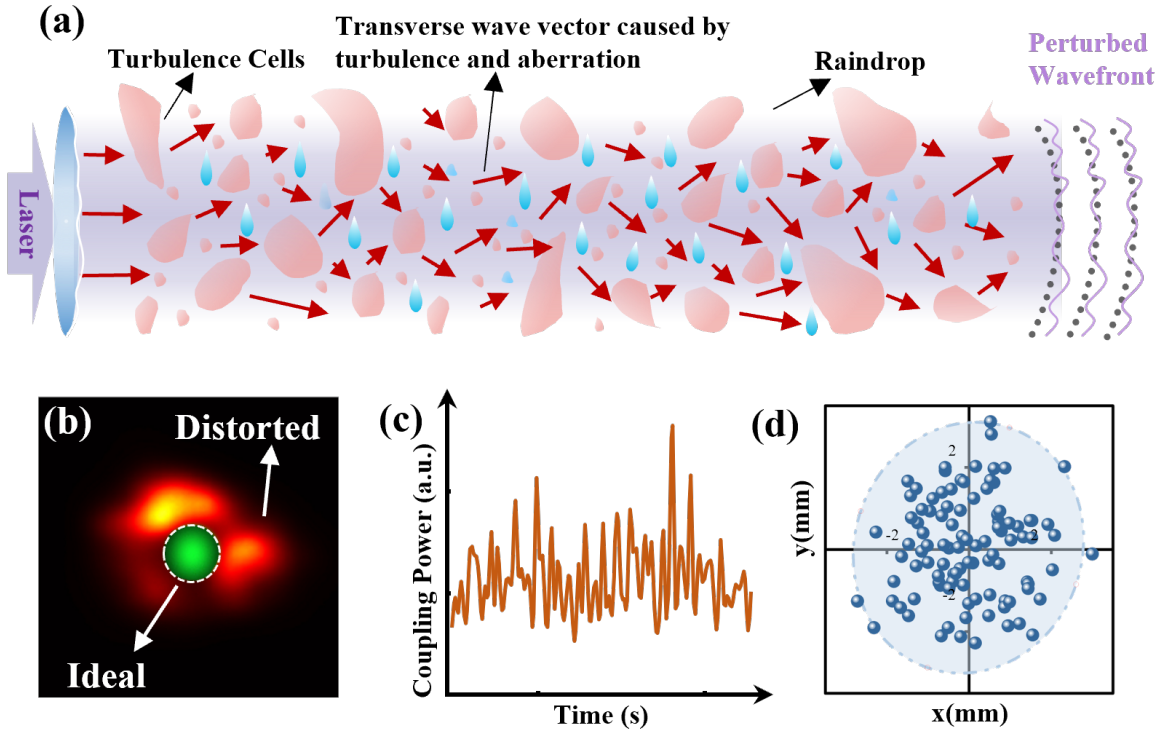 (a)
Transverse wave vector caused by
turbulence and aberration
Turbulence Cells
Raindrop
Perturbed
Wavefront
Laser
(b)
Distorted
Ideal
(c)
Coupling Power (a.u.)
Time (s)
(d)
y(mm)
2
-2
2
-2
x(mm)